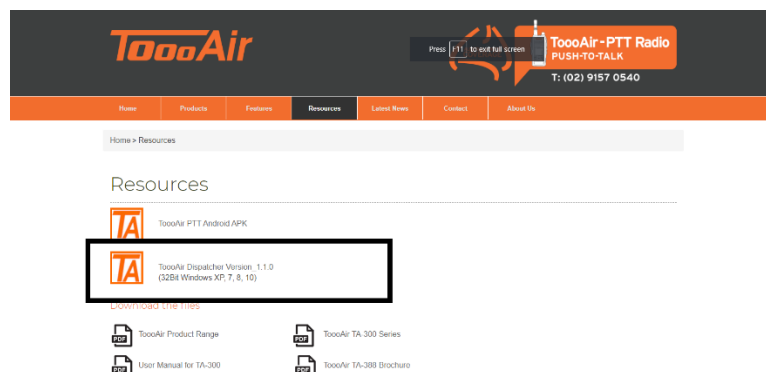 ToooAir
Press F11 to exit full screen
ToooAir-PTT Radio
PUSH-TO-TALK
T: (02) 9157 0540
Home Products Features Resources Latest News Contact About Us
Home > Resources
Resources
TA ToooAir PTT Android APK
TA ToooAir Dispatcher Version_1.1.0
(32Bit Windows XP, 7, 8, 10)
Download the files
PDF ToooAir Product Range PDF ToooAir TA-300 Series
PDF User Manual for TA-300 PDF ToooAir TA-388 Brochure